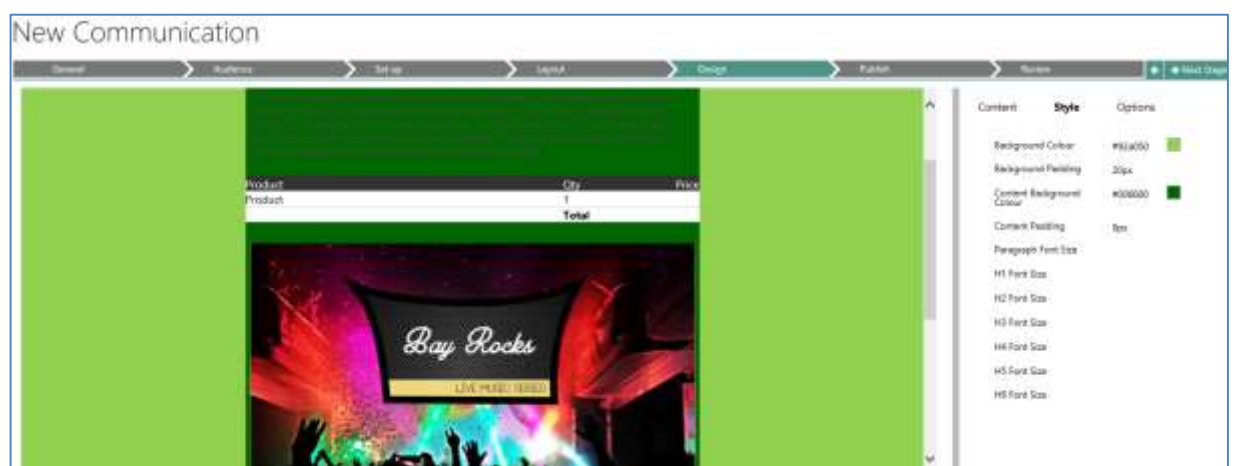 New Communication
General
Audience
Set-up
Layout
Design
Publish
Review
Next Stage
Content Style Options
Background Colour #92d050
Background Padding 20px
Content Background
Colour
Content Padding 0px
Paragraph Font Size
H1 Font Size
H2 Font Size
H3 Font Size
H4 Font Size
H5 Font Size
H6 Font Size
Product Qty Price
Product 1
Total
Bay Rocks
LIVE MUSIC SERIES